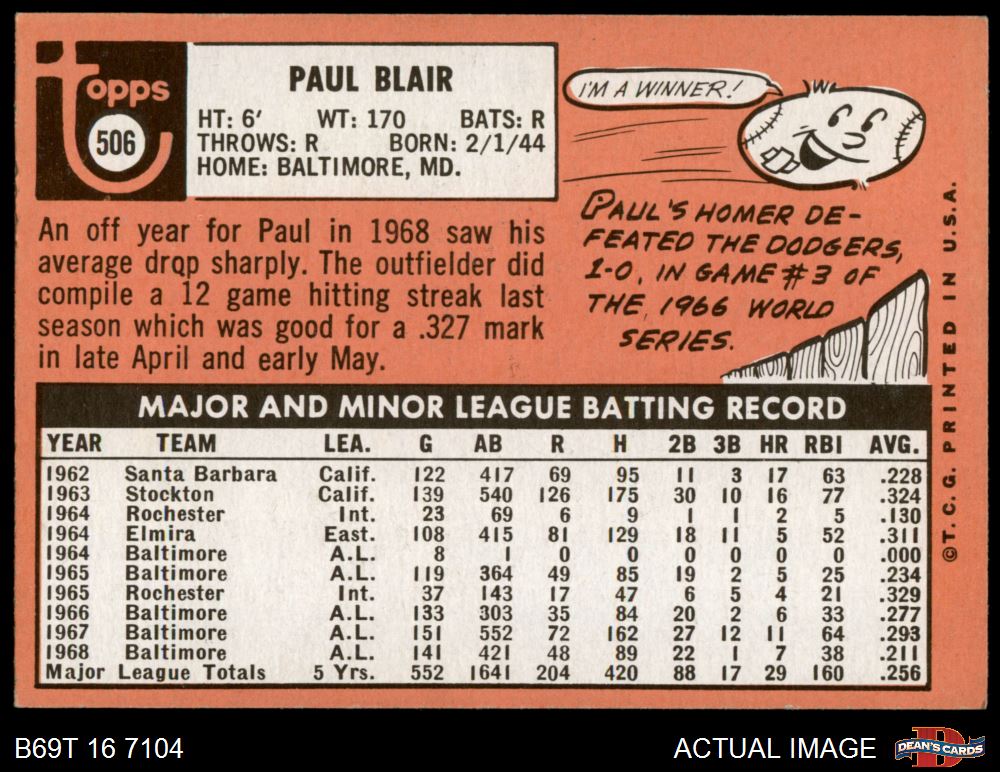 topps
506
PAUL BLAIR
HT: 6' WT: 170 BATS: R
THROWS: R BORN: 2/1/44
HOME: BALTIMORE, MD.
An off year for Paul in 1968 saw his
average drop sharply. The outfielder did
compile a 12 game hitting streak last
season which was good for a .327 mark
in late April and early May.
I'M A WINNER!
PAUL'S HOMER DE-
FEATED THE DODGERS,
1-0, IN GAME #3 OF
THE 1966 WORLD
SERIES.
©T.C.G. PRINTED IN U.S.A.
MAJOR AND MINOR LEAGUE BATTING RECORD
YEAR TEAM LEA. G AB R H 2B 3B HR RBI AVG.
1962 Santa Barbara Calif. 122 417 69 95 11 3 17 63 .228
1963 Stockton Calif. 139 540 126 175 30 10 16 77 .324
1964 Rochester Int. 23 69 6 9 1 1 2 5 .130
1964 Elmira East. 108 415 81 129 18 11 5 52 .311
1964 Baltimore A.L. 8 1 0 0 0 0 0 0 .000
1965 Baltimore A.L. 119 364 49 85 19 2 5 25 .234
1965 Rochester Int. 37 143 17 47 6 5 4 21 .329
1966 Baltimore A.L. 133 303 35 84 20 2 6 33 .277
1967 Baltimore A.L. 151 552 72 162 27 12 11 64 .293
1968 Baltimore A.L. 141 421 48 89 22 1 7 38 .211
Major League Totals 5 Yrs. 552 1641 204 420 88 17 29 160 .256
B69T 16 7104
ACTUAL IMAGE
DEAN'S CARDS